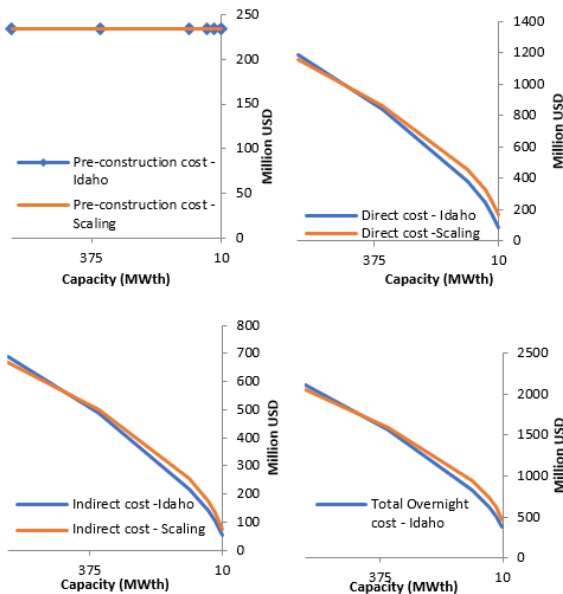 250
200
150
100
50
0
Million USD
Pre-construction cost -
Idaho
Pre-construction cost -
Scaling
375
10
Capacity (MWth)
1400
1200
1000
800
600
400
200
0
Million USD
Direct cost - Idaho
Direct cost -Scaling
375
10
Capacity (MWth)
800
700
600
500
400
300
200
100
0
Million USD
Indirect cost -Idaho
Indirect cost - Scaling
375
10
Capacity (MWth)
2500
2000
1500
1000
500
0
Million USD
Total Overnight
cost - Idaho
375
10
Capacity (MWth)